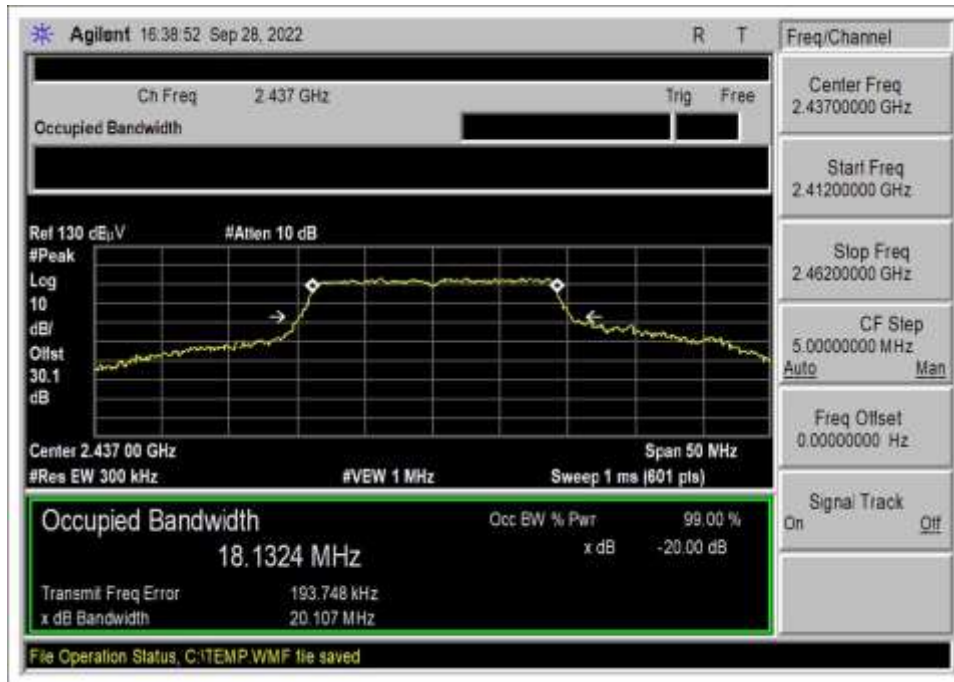 Agilent 16:38:52 Sep 28, 2022 R T
Ch Freq 2.437 GHz Trig Free
Occupied Bandwidth
Ref 130 dBµV #Atten 10 dB
#Peak
Log
10
dB/
Offst
30.1
dB
Center 2.437 00 GHz Span 50 MHz
#Res BW 300 kHz #VBW 1 MHz Sweep 1 ms (601 pts)
Occupied Bandwidth Occ BW % Pwr 99.00 %
18.1324 MHz x dB -20.00 dB
Transmit Freq Error 193.748 kHz
x dB Bandwidth 20.107 MHz
File Operation Status, C:\TEMP.WMF file saved
Freq/Channel
Center Freq
2.43700000 GHz
Start Freq
2.41200000 GHz
Stop Freq
2.46200000 GHz
CF Step
5.00000000 MHz
Auto Man
Freq Offset
0.00000000 Hz
Signal Track
On Off